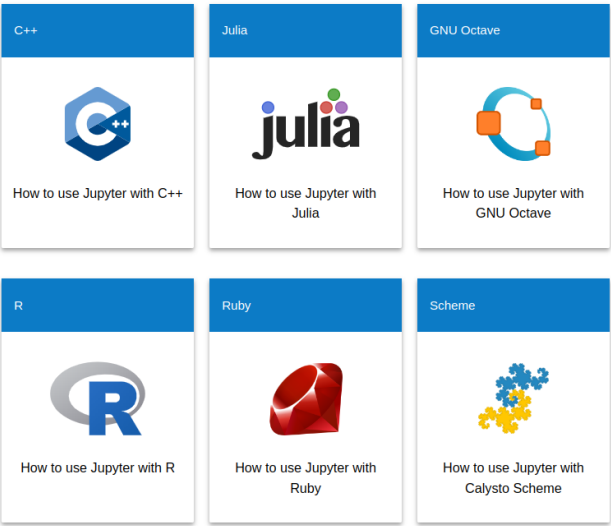 C++
Julia
GNU Octave
C++
julia
How to use Jupyter with C++
How to use Jupyter with
Julia
How to use Jupyter with
GNU Octave
R
Ruby
Scheme
R
How to use Jupyter with R
How to use Jupyter with
Ruby
How to use Jupyter with
Calysto Scheme